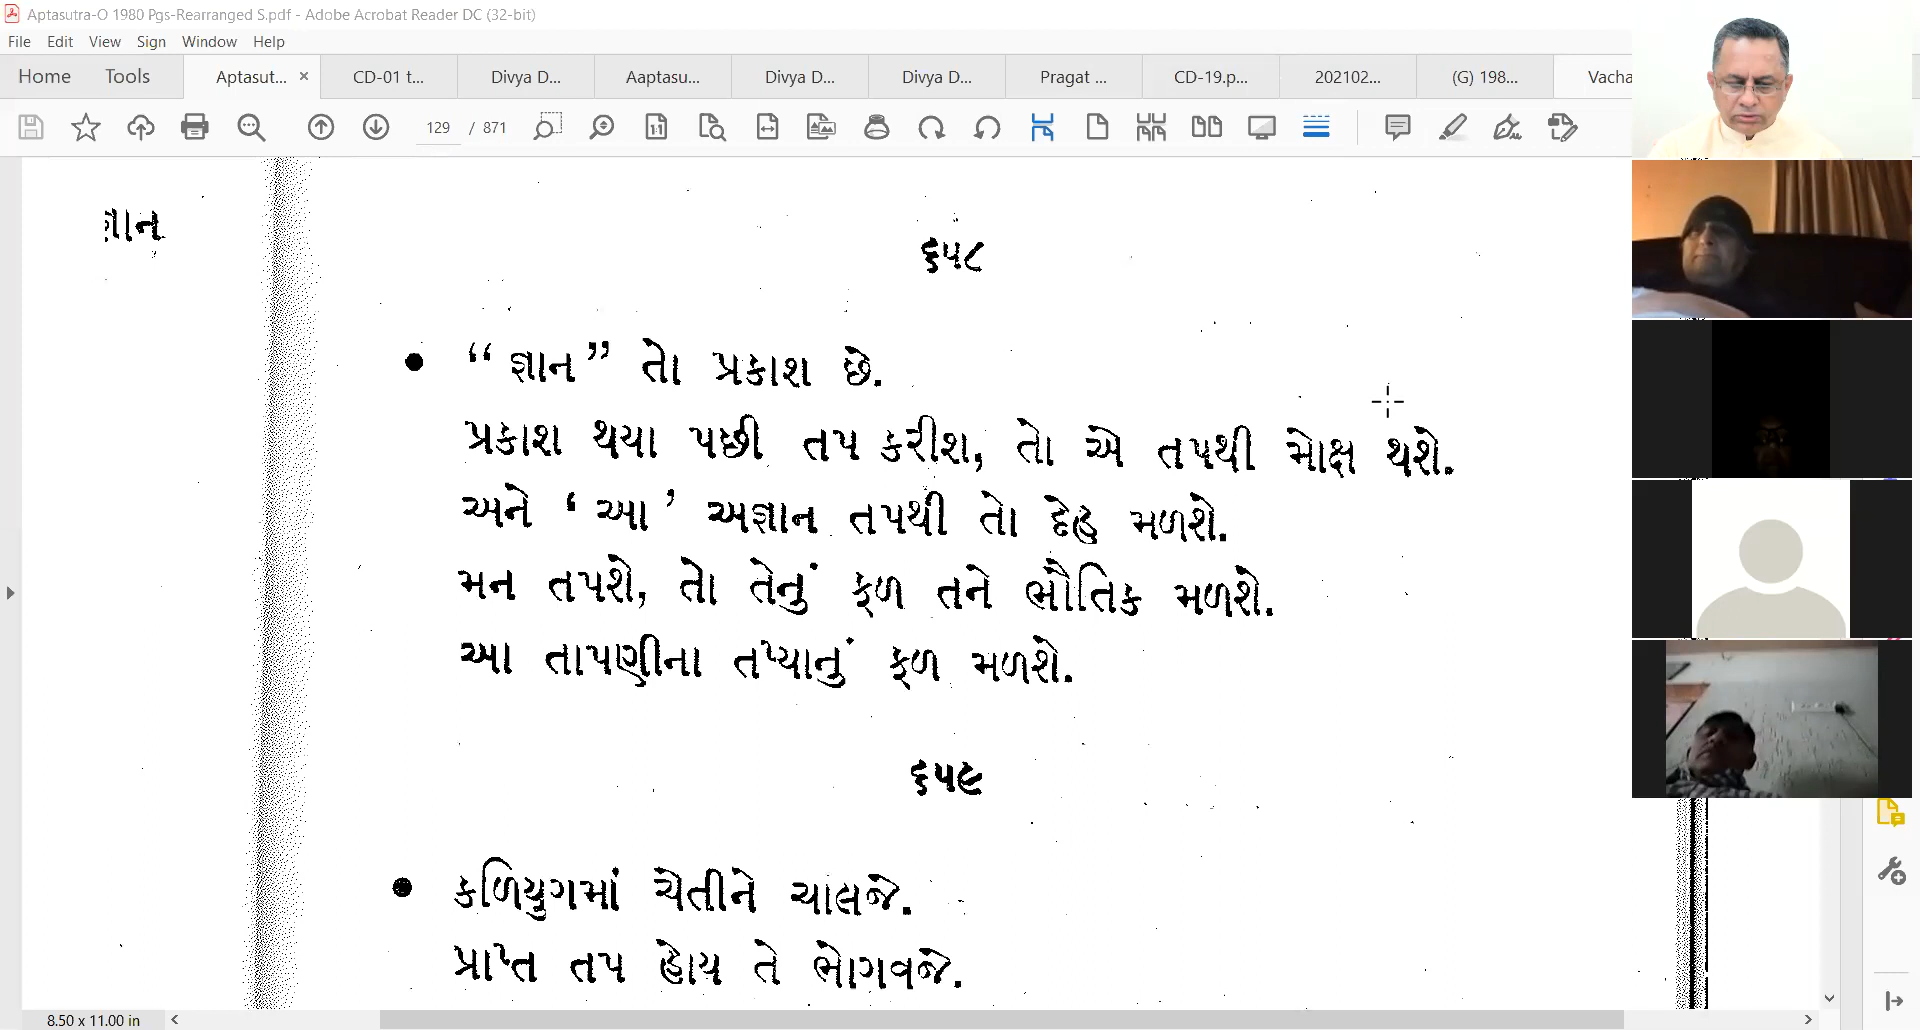 Aptasutra-O 1980 Pgs-Rearranged S.pdf - Adobe Acrobat Reader DC (32-bit)
File Edit View Sign Window Help
Home Tools Aptasut... × CD-01 t... Divya D... Aaptasu... Divya D... Divya D... Pragat ... CD-19.p... 202102... (G) 198... Vacha
129 / 871
જ્ઞાન
૬૫૮
● “જ્ઞાન” તો પ્રકાશ છે.
પ્રકાશ થયા પછી તપ કરીશ, તો એ તપથી મોક્ષ થશે.
અને ‘આ’ અજ્ઞાન તપથી તો દેહ મળશે.
મન તપશે, તો તેનું ફળ તને ભૌતિક મળશે.
આ તાપણીના તપ્યાનું ફળ મળશે.
૬૫૯
● કળિયુગમાં ચેતીને ચાલજે.
પ્રાપ્ત તપ હોય તે ભોગવજે.
8.50 x 11.00 in